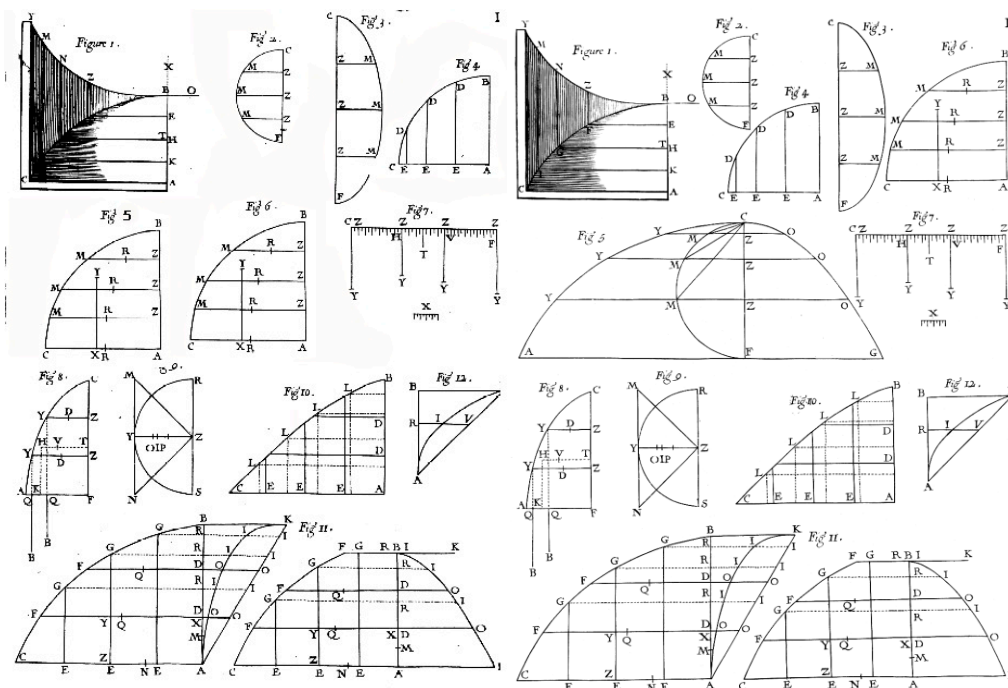 I
Y
M
Figure 1.
N
Z
X
B O
E
T H
K
C A
Fig 2.
C
M Z
M Z
M Z
F
Fig 3
C
Z M
Z M
Z M
F
Fig 4
B
D
D
D
C E E E A
Fig 5
B
M R Z
Y
M R Z
M R Z
C X R A
Fig 6.
B
M R Z
Y
M R Z
M R Z
C X R A
Fig 7.
C Z Z Z Z
H V F
T
Y Y Y Y
X
Fig 8.
C
Y D Z
H V T
Y D Z
A K F
Q Q
B
B
M R
Y OIP Z
N S
Fig 10.
B
L
L
L D
L D
C E E E A
Fig 12.
B
R I V
A
Fig 11
B K
G R I I
G R I I
F Q D O O
G R I I
F Y Q D O O
X
M
Z
C E E N E A
F G R B I K
G R I
F Q D O
G R I
F Y Q X D O
M
Z
C E N E A
Y
M
Figure 1.
N
Z
X
B O
F E
T H
G K
C A
Fig 2.
C
M Z
M Z
M Z
F
Fig 3.
C
Z M
Z M
Z M
F
Fig 4
B
D
D
D
C E E E A
Fig 6
B
M R Z
Y
M R Z
M R Z
C X R A
Fig 5
C
Y M Z O
Y M Z O
Y M Z O
A F G
Fig 7.
C Z Z Z Z
H V F
T
Y Y Y Y
X
Fig 8.
C
Y D Z
H V T
Y D Z
A K F
Q Q
B
B
Fig 9.
M R
Y OIP Z
N S
Fig 10.
B
L
L
L D
L D
C E E E A
Fig 12.
B
R I V
A
Fig 11.
B K
G R I I
G R I I
F Q D O O
G R I I
F Y Q D O O
X
M
Z
C E E N E A
F G R B I K
G R I
F Q D O
G R I
F Y Q X D O
M
Z
C E E A